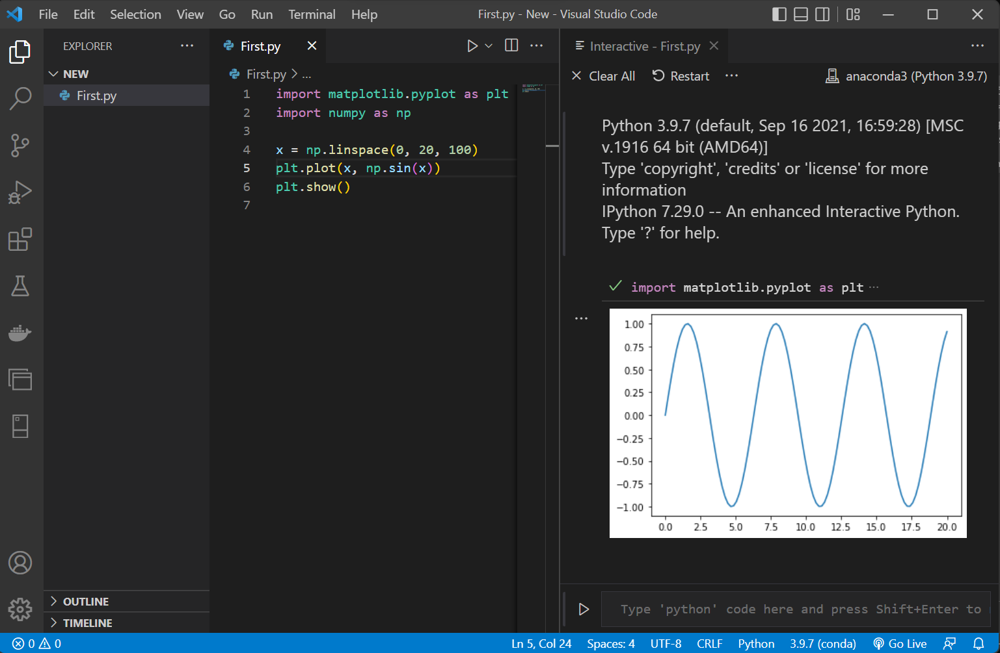 File Edit Selection View Go Run Terminal Help First.py - New - Visual Studio Code
EXPLORER
NEW
First.py
OUTLINE
TIMELINE
First.py
First.py > ...
1 import matplotlib.pyplot as plt
2 import numpy as np
3
4 x = np.linspace(0, 20, 100)
5 plt.plot(x, np.sin(x))
6 plt.show()
7
Interactive - First.py
Clear All Restart ... anaconda3 (Python 3.9.7)
Python 3.9.7 (default, Sep 16 2021, 16:59:28) [MSC
v.1916 64 bit (AMD64)]
Type 'copyright', 'credits' or 'license' for more
information
IPython 7.29.0 -- An enhanced Interactive Python.
Type '?' for help.
import matplotlib.pyplot as plt ...
1.00
0.75
0.50
0.25
0.00
−0.25
−0.50
−0.75
−1.00
0.0 2.5 5.0 7.5 10.0 12.5 15.0 17.5 20.0
Type 'python' code here and press Shift+Enter to
0 0 Ln 5, Col 24 Spaces: 4 UTF-8 CRLF Python 3.9.7 (conda) Go Live